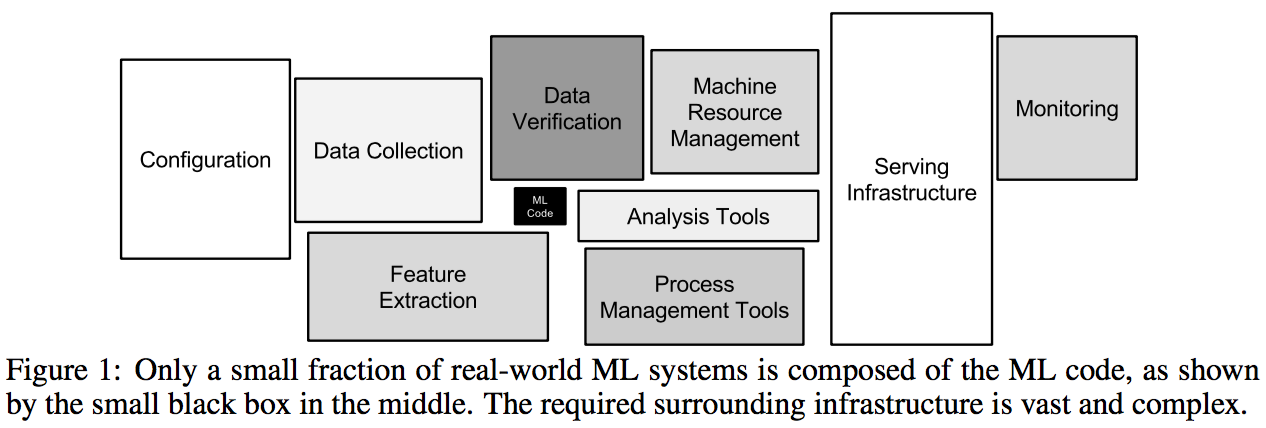 Configuration
Data Collection
Data
Verification
Machine
Resource
Management
Serving
Infrastructure
Monitoring
ML
Code
Analysis Tools
Feature
Extraction
Process
Management Tools
Figure 1: Only a small fraction of real-world ML systems is composed of the ML code, as shown
by the small black box in the middle. The required surrounding infrastructure is vast and complex.